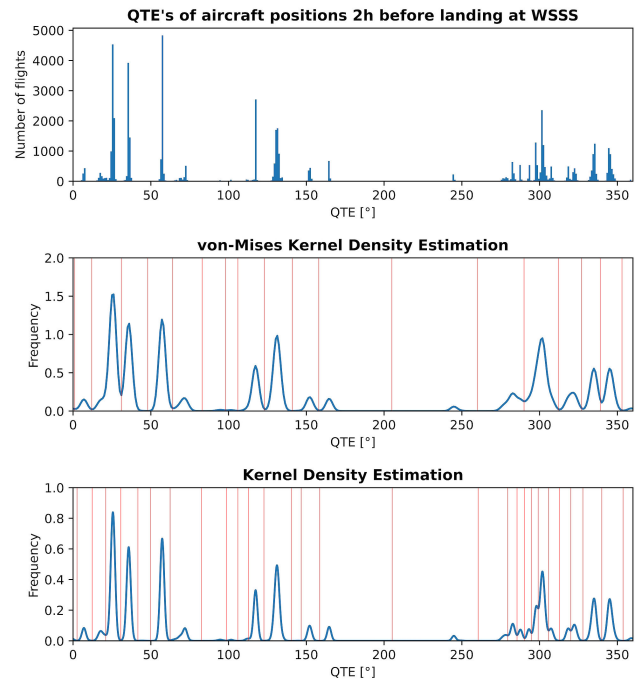 QTE's of aircraft positions 2h before landing at WSSS
Number of flights
5000
4000
3000
2000
1000
0
0 50 100 150 200 250 300 350
QTE [°]
von-Mises Kernel Density Estimation
Frequency
2.0
1.5
1.0
0.5
0.0
0 50 100 150 200 250 300 350
QTE [°]
Kernel Density Estimation
Frequency
1.0
0.8
0.6
0.4
0.2
0.0
0 50 100 150 200 250 300 350
QTE [°]